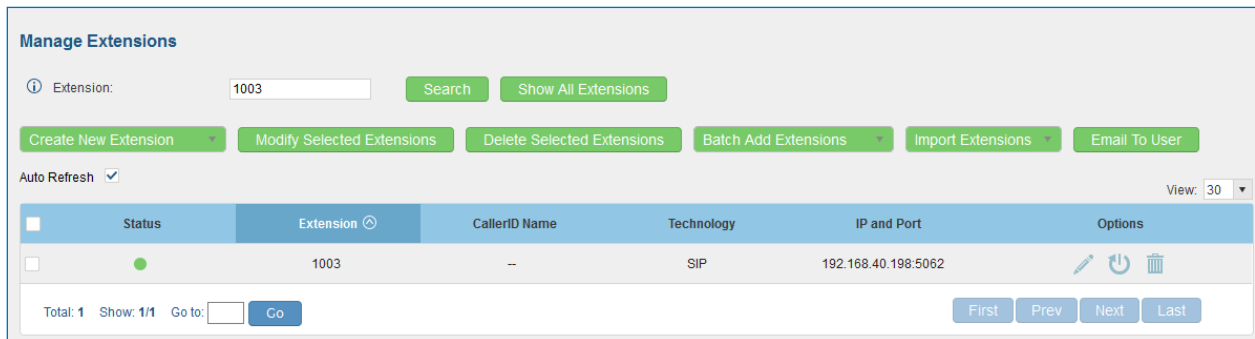 Manage Extensions
Extension: 1003 Search Show All Extensions
Create New Extension Modify Selected Extensions Delete Selected Extensions Batch Add Extensions Import Extensions Email To User
Auto Refresh
View: 30
Status Extension CallerID Name Technology IP and Port Options
1003 -- SIP 192.168.40.198:5062
Total: 1 Show: 1/1 Go to: Go First Prev Next Last